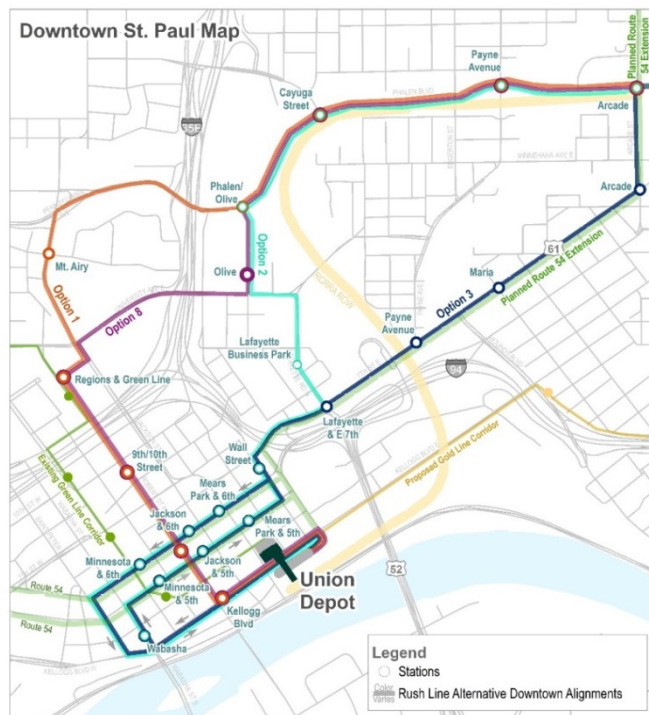 Downtown St. Paul Map
Planned Route
54 Extension
Payne
Avenue
Cayuga
Street
PHALEN BLVD
Arcade
35E
Phalen/
Olive
Arcade
Option 2
61
Mt. Airy
Olive
Maria
Planned Route 54 Extension
Option 1
Option 8
Option 3
Payne
Avenue
Lafayette
Business Park
94
Regions & Green Line
Lafayette
& E 7th
Proposed Gold Line Corridor
Wall
Street
9th/10th
Street
Existing Green Line Corridor
Mears
Park & 6th
Jackson
& 6th
Mears
Park & 5th
Minnesota
& 6th
Jackson
& 5th
Union
Depot
52
Route 54
Minnesota
& 5th
Route 54
Kellogg
Blvd
Wabasha
Legend
Stations
Color
Varies
Rush Line Alternative Downtown Alignments